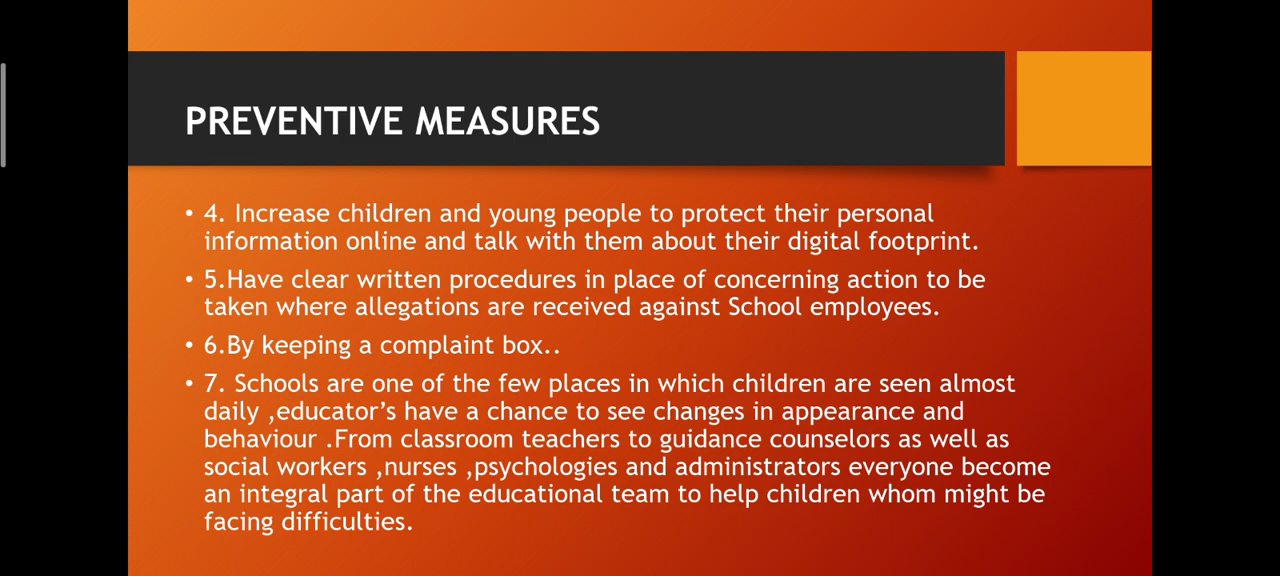 PREVENTIVE MEASURES
• 4. Increase children and young people to protect their personal
information online and talk with them about their digital footprint.
• 5.Have clear written procedures in place of concerning action to be
taken where allegations are received against School employees.
• 6.By keeping a complaint box..
• 7. Schools are one of the few places in which children are seen almost
daily ,educator’s have a chance to see changes in appearance and
behaviour .From classroom teachers to guidance counselors as well as
social workers ,nurses ,psychologies and administrators everyone become
an integral part of the educational team to help children whom might be
facing difficulties.